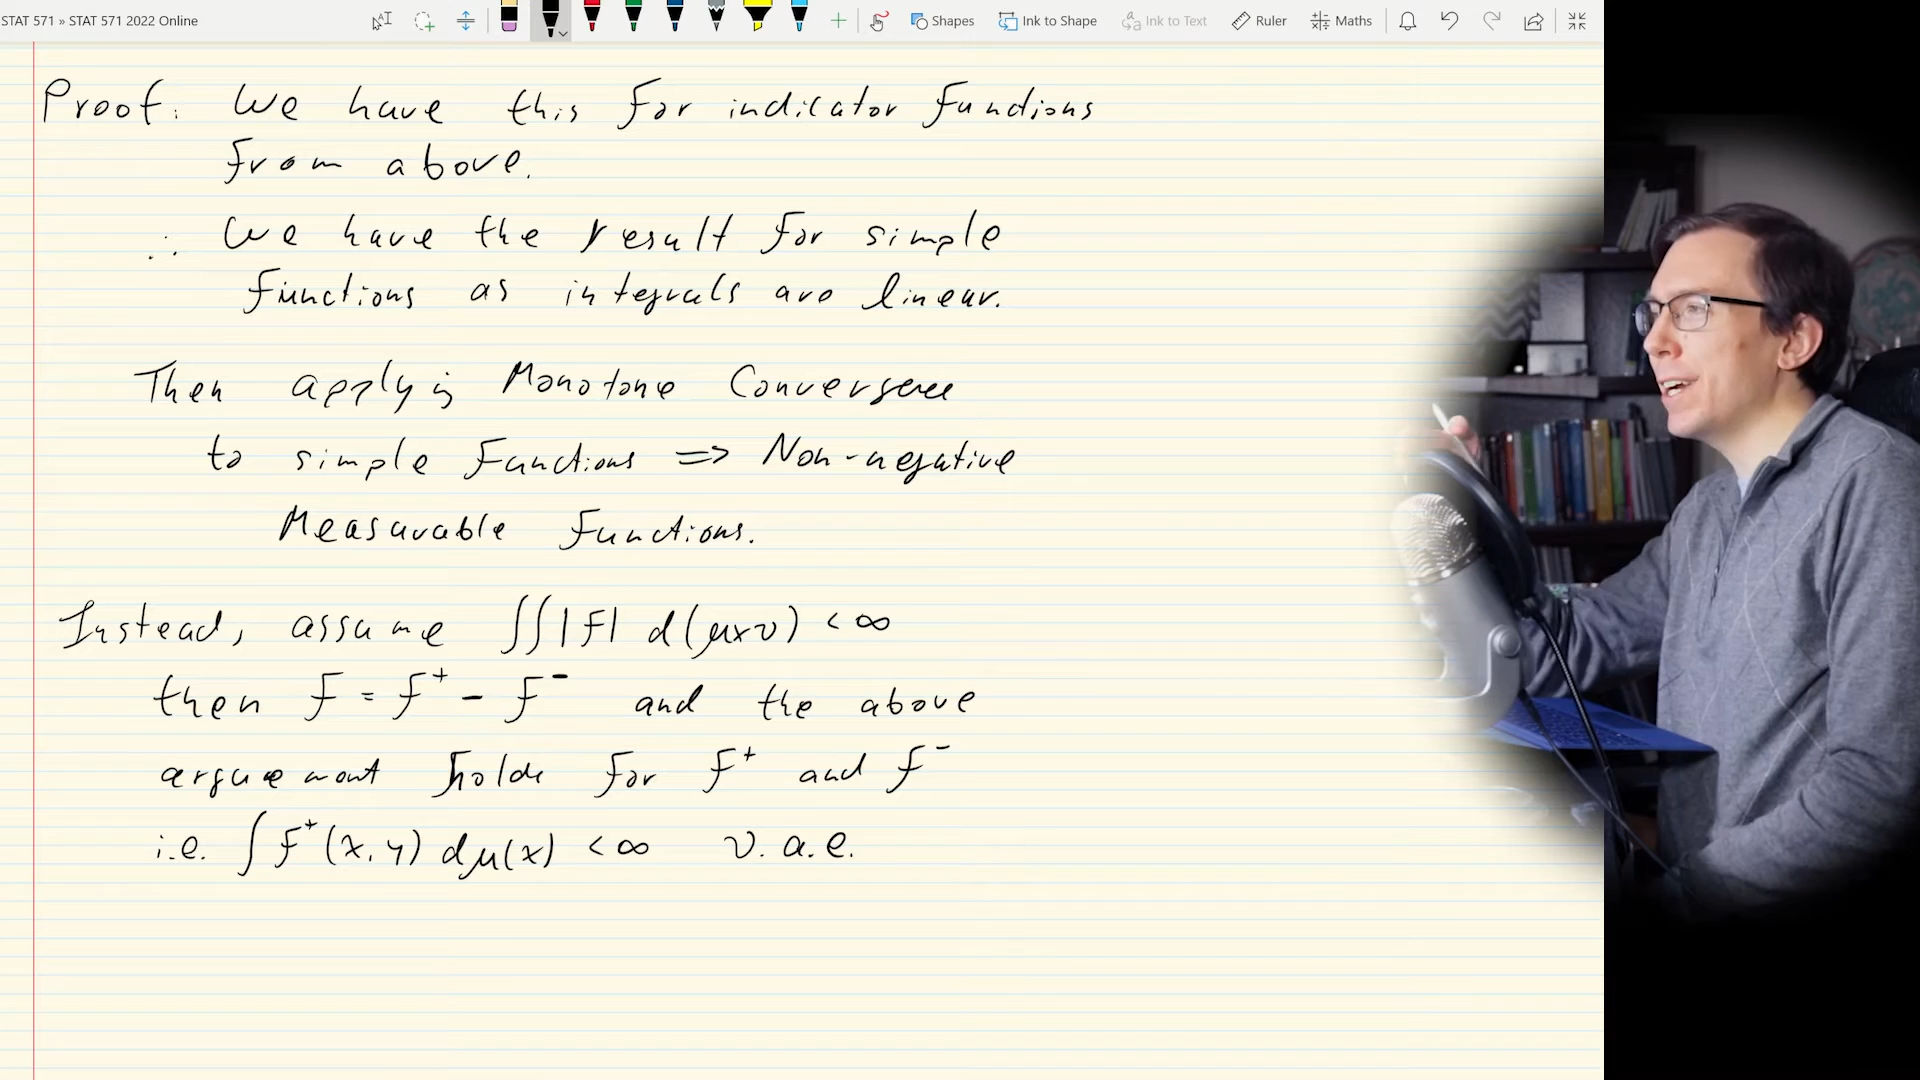 STAT 571 » STAT 571 2022 Online
Shapes Ink to Shape Ink to Text Ruler Maths
Proof: We have this for indicator functions
from above.
∴ We have the result for simple
functions as integrals are linear.
Then applying Monotone Convergence
to simple functions => Non-negative
Measurable Functions.
Instead, assume ∫∫|f| d(μxν) < ∞
then f = f⁺ - f⁻ and the above
arguement holds for f⁺ and f⁻
i.e. ∫ f⁺(x,y) dμ(x) < ∞ ν. a.e.